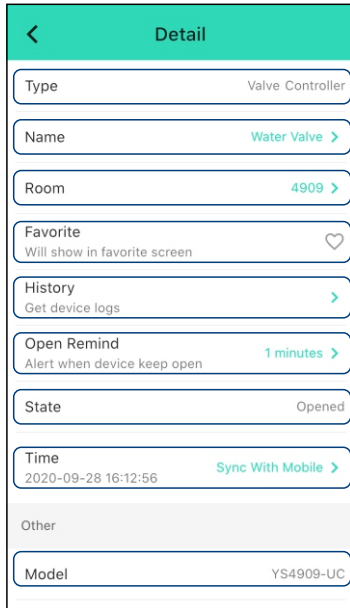 Detail
Type Valve Controller
Name Water Valve
Room 4909
Favorite
Will show in favorite screen
History
Get device logs
Open Remind
Alert when device keep open
1 minutes
State Opened
Time
2020-09-28 16:12:56
Sync With Mobile
Other
Model YS4909-UC